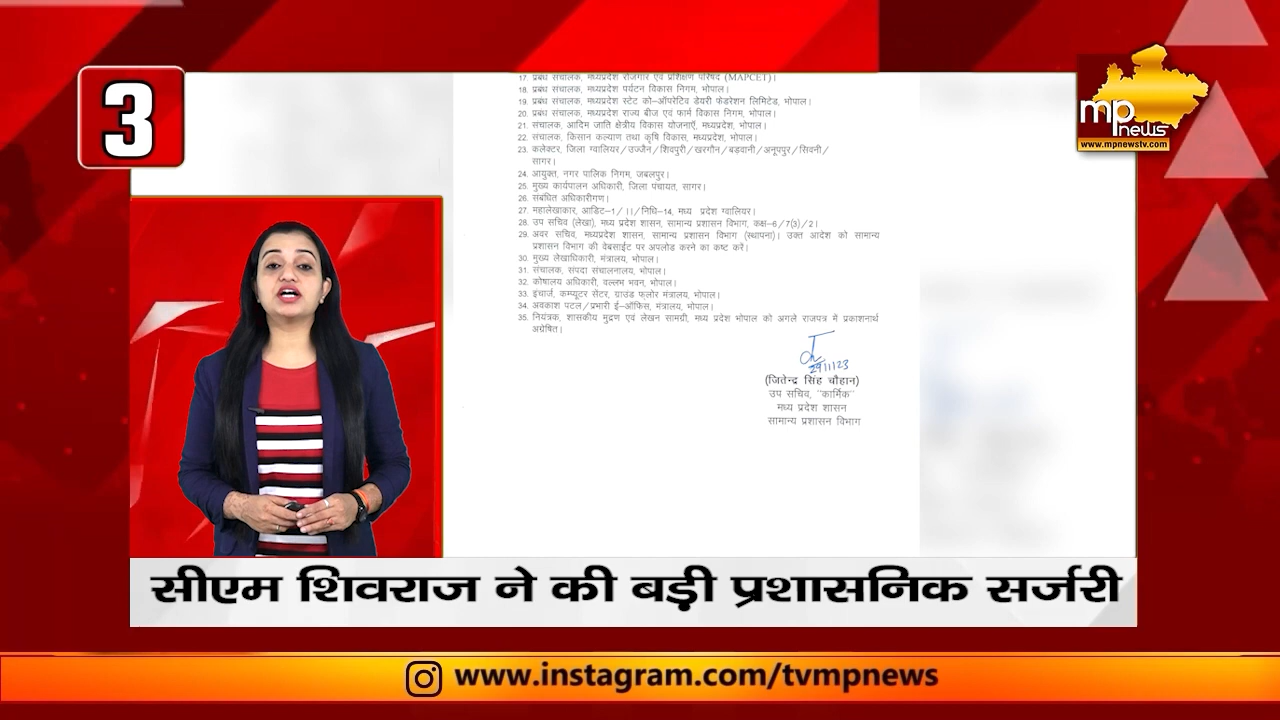 3
mp news
www.mpnewstv.com
17. प्रबंध संचालक, मध्यप्रदेश रोजगार एवं प्रशिक्षण परिषद (MAPCET)।
18. प्रबंध संचालक, मध्यप्रदेश पर्यटन विकास निगम, भोपाल।
19. प्रबंध संचालक, मध्यप्रदेश स्टेट को–ऑपरेटिव डेयरी फेडरेशन लिमिटेड, भोपाल।
20. प्रबंध संचालक, मध्यप्रदेश राज्य बीज एवं फार्म विकास निगम, भोपाल।
21. संचालक, आदिम जाति क्षेत्रीय विकास योजनाऍं, मध्यप्रदेश, भोपाल।
22. संचालक, किसान कल्याण तथा कृषि विकास, मध्यप्रदेश, भोपाल।
23. कलेक्टर, जिला ग्वालियर/उज्जैन/शिवपुरी/खरगौन/बडवानी/अनूपपुर/सिवनी/
सागर।
24. आयुक्त, नगर पालिक निगम, जबलपुर।
25. मुख्य कार्यपालन अधिकारी, जिला पंचायत, सागर।
26. संबंधित अधिकारीगण।
27. महालेखाकार, आडिट–1/।।/निधि–14, मध्य प्रदेश ग्वालियर।
28. उप सचिव (लेखा), मध्य प्रदेश शासन, सामान्य प्रशासन विभाग, कक्ष–6/7(3)/2।
29. अवर सचिव, मध्यप्रदेश शासन, सामान्य प्रशासन विभाग (स्थापना)। उक्त आदेश को सामान्य
प्रशासन विभाग की वेबसाईट पर अपलोड करने का कष्ट करें।
30. मुख्य लेखाधिकारी, मंत्रालय, भोपाल।
31. संचालक, संपदा संचालनालय, भोपाल।
32. कोषालय अधिकारी, वल्लभ भवन, भोपाल।
33. इंचार्ज, कम्प्यूटर सेंटर, ग्राउंड फ्लोर मंत्रालय, भोपाल।
34. अवकाश पटल/प्रभारी ई–ऑफिस, मंत्रालय, भोपाल।
35. नियंत्रक, शासकीय मुद्रण एवं लेखन सामग्री, मध्य प्रदेश भोपाल को अगले राजपत्र में प्रकाशनार्थ
अग्रेषित।
(जितेन्द्र सिंह चौहान)
उप सचिव, "कार्मिक"
मध्य प्रदेश शासन
सामान्य प्रशासन विभाग
सीएम शिवराज ने की बड़ी प्रशासनिक सर्जरी
www.instagram.com/tvmpnews